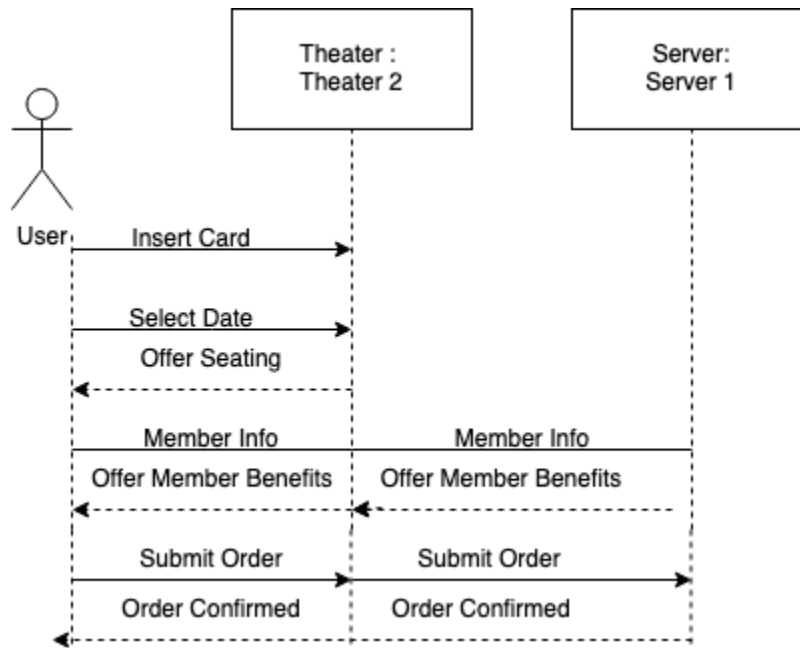 Theater :
Theater 2
Server:
Server 1
User
Insert Card
Select Date
Offer Seating
Member Info Member Info
Offer Member Benefits Offer Member Benefits
Submit Order Submit Order
Order Confirmed Order Confirmed